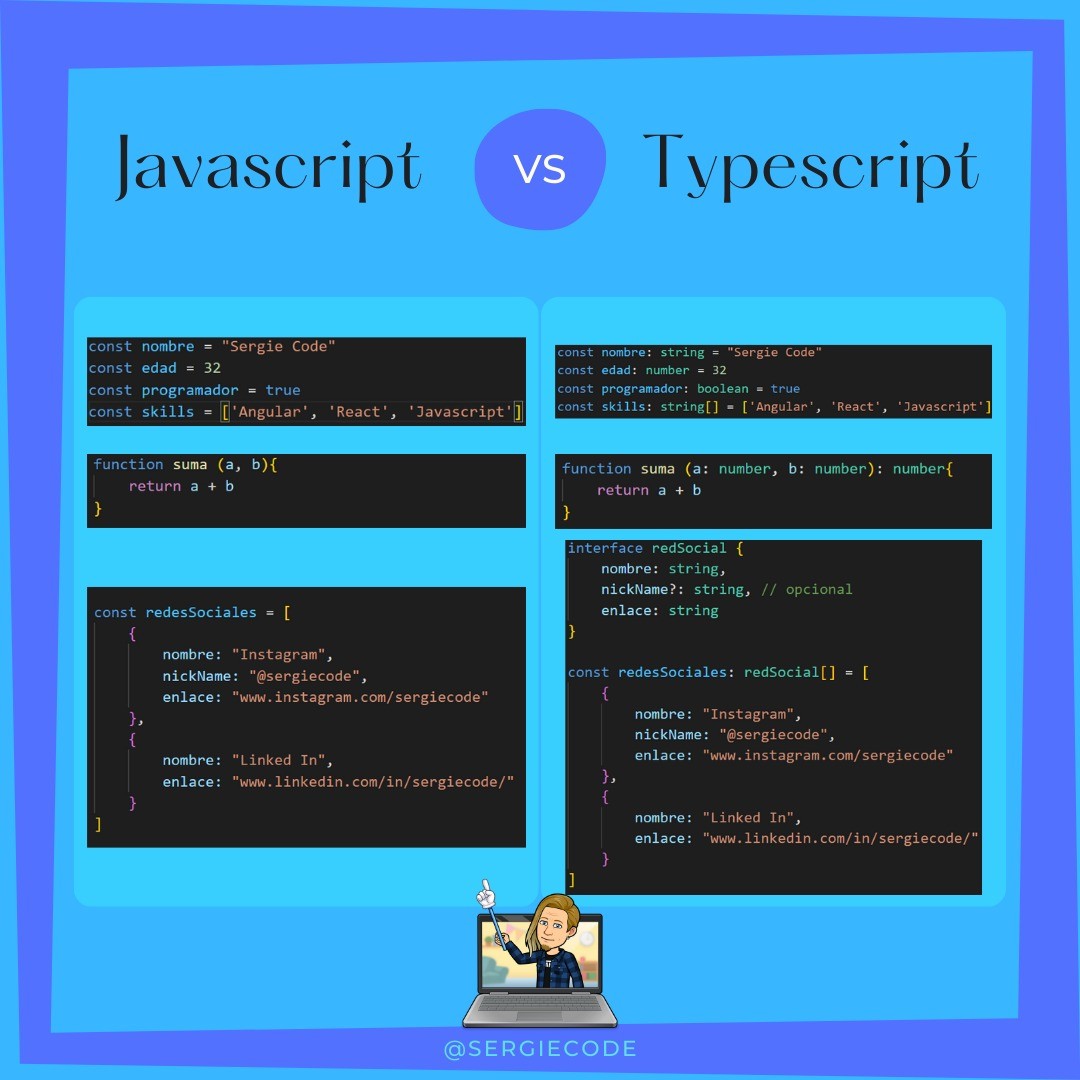 Javascript
VS
Typescript
const nombre = "Sergie Code"
const edad = 32
const programador = true
const skills = ['Angular', 'React', 'Javascript']
function suma (a, b){
return a + b
}
const redesSociales = [
{
nombre: "Instagram",
nickName: "@sergiecode",
enlace: "www.instagram.com/sergiecode"
},
{
nombre: "Linked In",
enlace: "www.linkedin.com/in/sergiecode/"
}
]
const nombre: string = "Sergie Code"
const edad: number = 32
const programador: boolean = true
const skills: string[] = ['Angular', 'React', 'Javascript']
function suma (a: number, b: number): number{
return a + b
}
interface redSocial {
nombre: string,
nickName?: string, // opcional
enlace: string
}
const redesSociales: redSocial[] = [
{
nombre: "Instagram",
nickName: "@sergiecode",
enlace: "www.instagram.com/sergiecode"
},
{
nombre: "Linked In",
enlace: "www.linkedin.com/in/sergiecode/"
}
]
@SERGIECODE